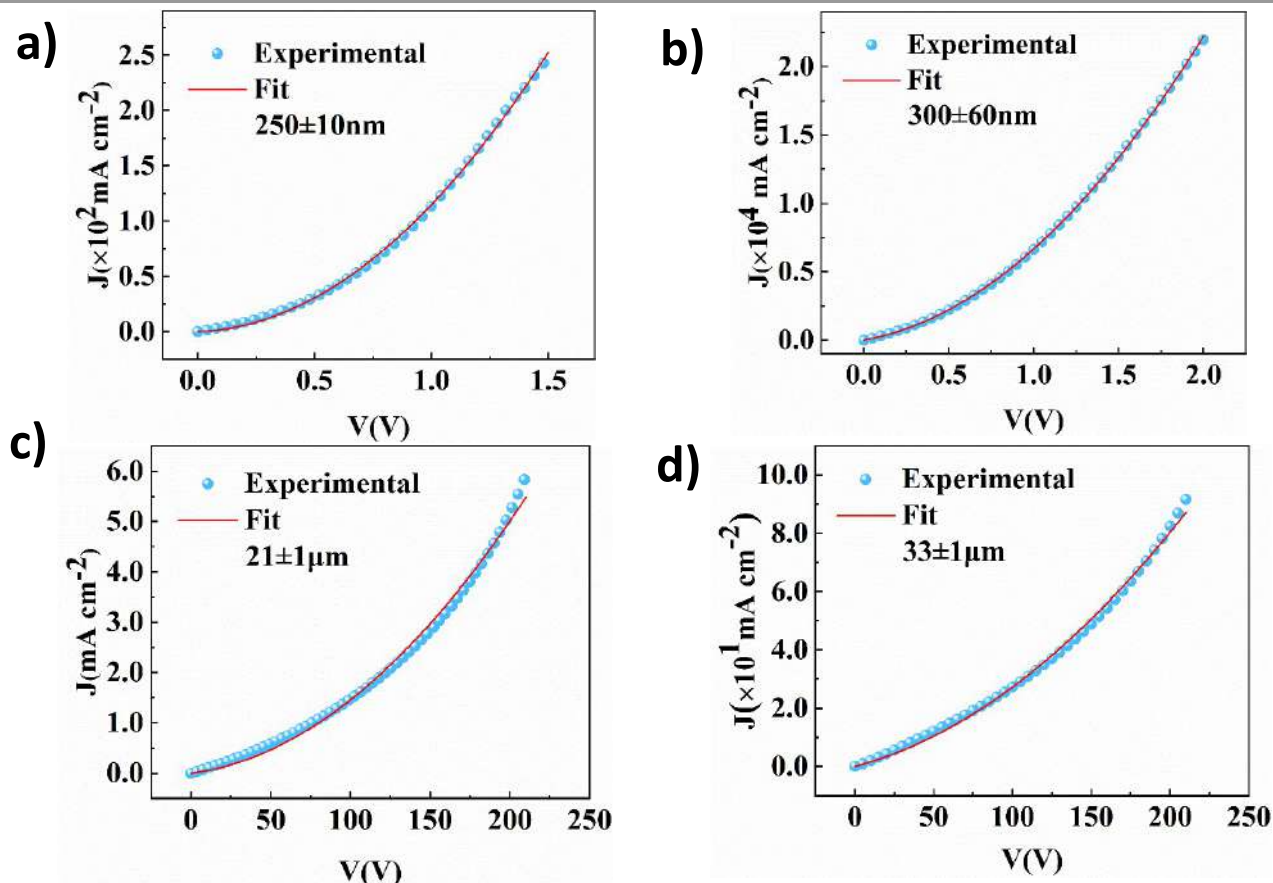 a)
Experimental
Fit
250±10nm
2.5
2.0
1.5
1.0
0.5
0.0
J(×10²mA cm⁻²)
0.0 0.5 1.0 1.5
V(V)
b)
Experimental
Fit
300±60nm
2.0
1.5
1.0
0.5
0.0
J(×10⁴ mA cm⁻²)
0.0 0.5 1.0 1.5 2.0
V(V)
c)
Experimental
Fit
21±1μm
6.0
5.0
4.0
3.0
2.0
1.0
0.0
J(mA cm⁻²)
0 50 100 150 200 250
V(V)
d)
Experimental
Fit
33±1μm
10.0
8.0
6.0
4.0
2.0
0.0
J(×10¹mA cm⁻²)
0 50 100 150 200 250
V(V)